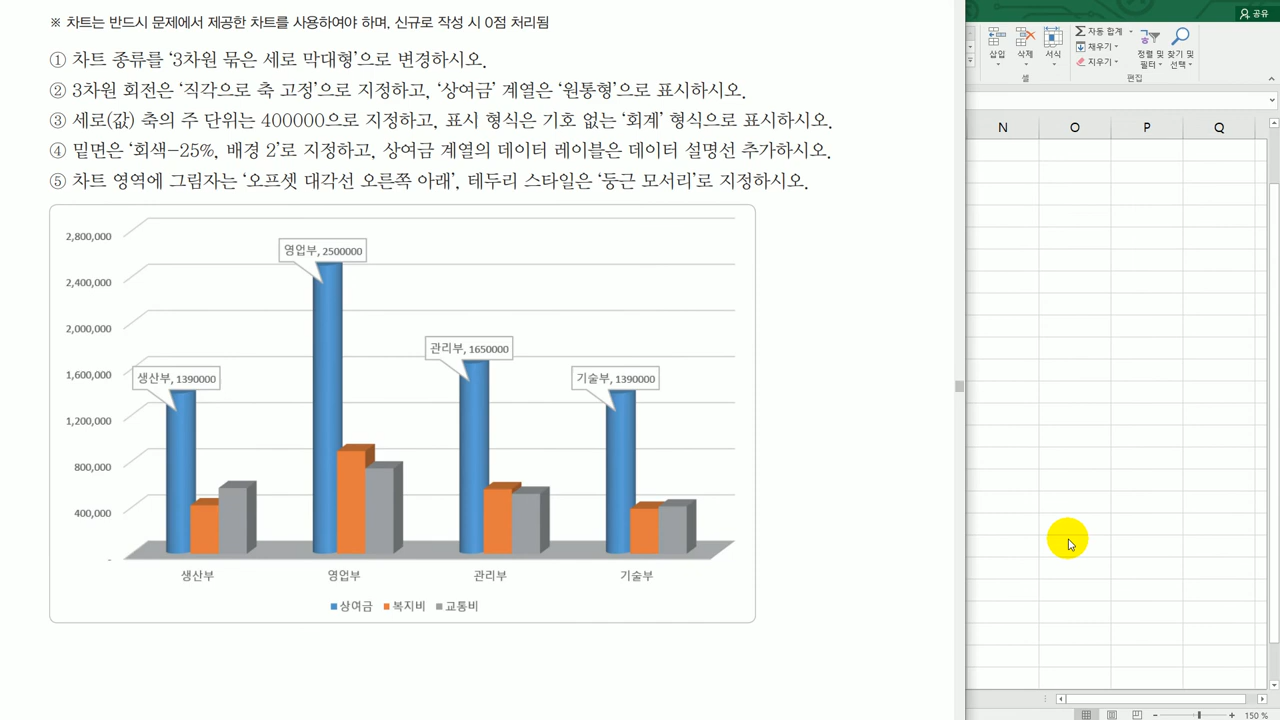 ※ 차트는 반드시 문제에서 제공한 차트를 사용하여야 하며, 신규로 작성 시 0점 처리됨
① 차트 종류를 ‘3차원 묶은 세로 막대형’으로 변경하시오.
② 3차원 회전은 ‘직각으로 축 고정’으로 지정하고, ‘상여금’ 계열은 ‘원통형’으로 표시하시오.
③ 세로(값) 축의 주 단위는 400000으로 지정하고, 표시 형식은 기호 없는 ‘회계’ 형식으로 표시하시오.
④ 밑면은 ‘회색-25%, 배경 2’로 지정하고, 상여금 계열의 데이터 레이블은 데이터 설명선 추가하시오.
⑤ 차트 영역에 그림자는 ‘오프셋 대각선 오른쪽 아래’, 테두리 스타일은 ‘둥근 모서리’로 지정하시오.
2,800,000
2,400,000
2,000,000
1,600,000
1,200,000
800,000
400,000
-
영업부, 2500000
관리부, 1650000
생산부, 1390000
기술부, 1390000
생산부 영업부 관리부 기술부
상여금 복지비 교통비
공유
삽입 삭제 서식
셀
자동 합계
채우기
지우기
정렬 및 필터
찾기 및 선택
편집
N O P Q
150 %